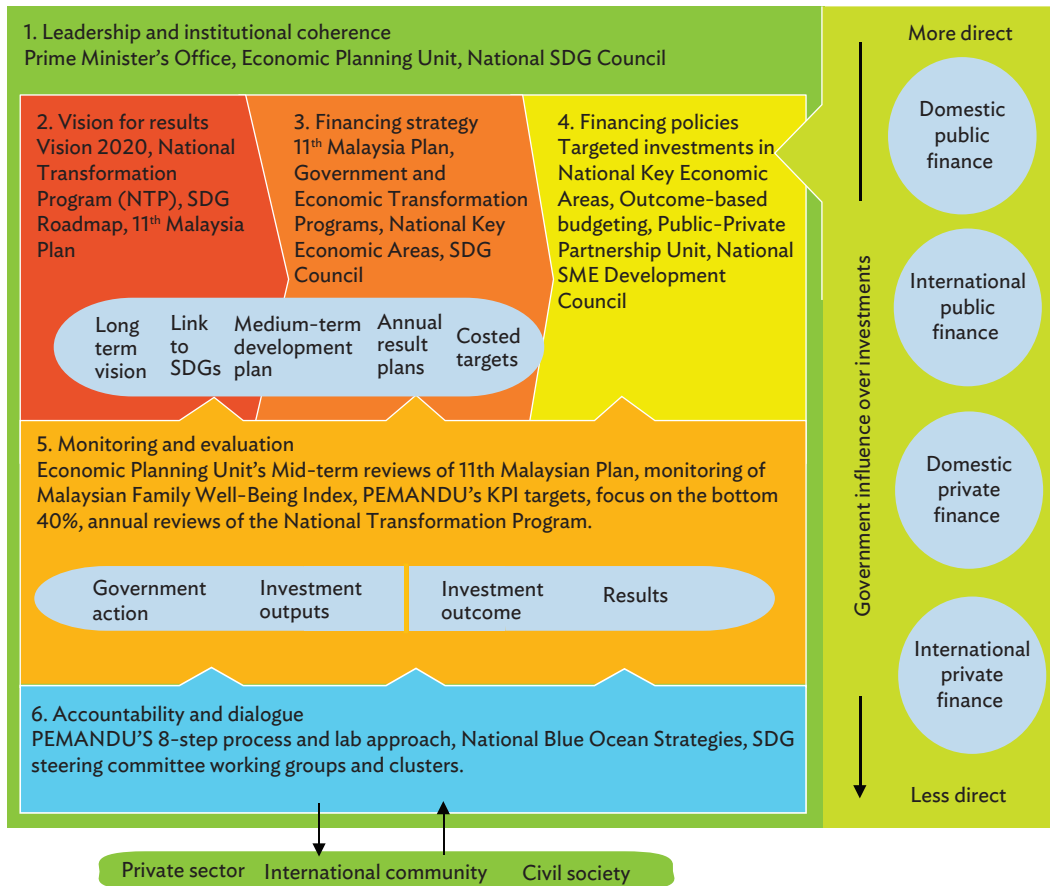 1. Leadership and institutional coherence
Prime Minister's Office, Economic Planning Unit, National SDG Council
2. Vision for results
Vision 2020, National
Transformation
Program (NTP), SDG
Roadmap, 11th Malaysia
Plan
3. Financing strategy
11th Malaysia Plan,
Government and
Economic Transformation
Programs, National Key
Economic Areas, SDG
Council
4. Financing policies
Targeted investments in
National Key Economic
Areas, Outcome-based
budgeting, Public-Private
Partnership Unit, National
SME Development
Council
Long
term
vision
Link
to
SDGs
Medium-term
development
plan
Annual
result
plans
Costed
targets
5. Monitoring and evaluation
Economic Planning Unit's Mid-term reviews of 11th Malaysian Plan, monitoring of
Malaysian Family Well-Being Index, PEMANDU's KPI targets, focus on the bottom
40%, annual reviews of the National Transformation Program.
Government
action
Investment
outputs
Investment
outcome
Results
6. Accountability and dialogue
PEMANDU'S 8-step process and lab approach, National Blue Ocean Strategies, SDG
steering committee working groups and clusters.
Private sector
International community
Civil society
More direct
Domestic
public
finance
International
public
finance
Domestic
private
finance
International
private
finance
Less direct
Government influence over investments